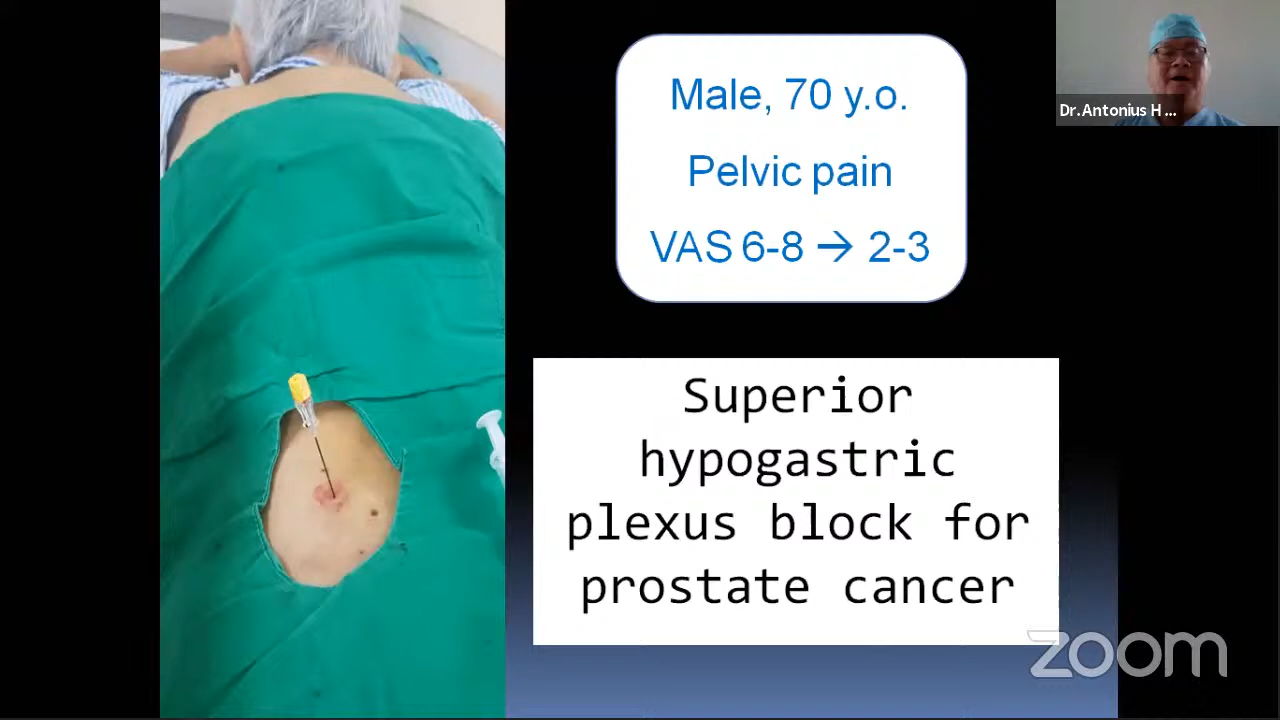 Male, 70 y.o.
Pelvic pain
VAS 6-8 → 2-3
Dr.Antonius H ...
Superior
hypogastric
plexus block for
prostate cancer
zoom